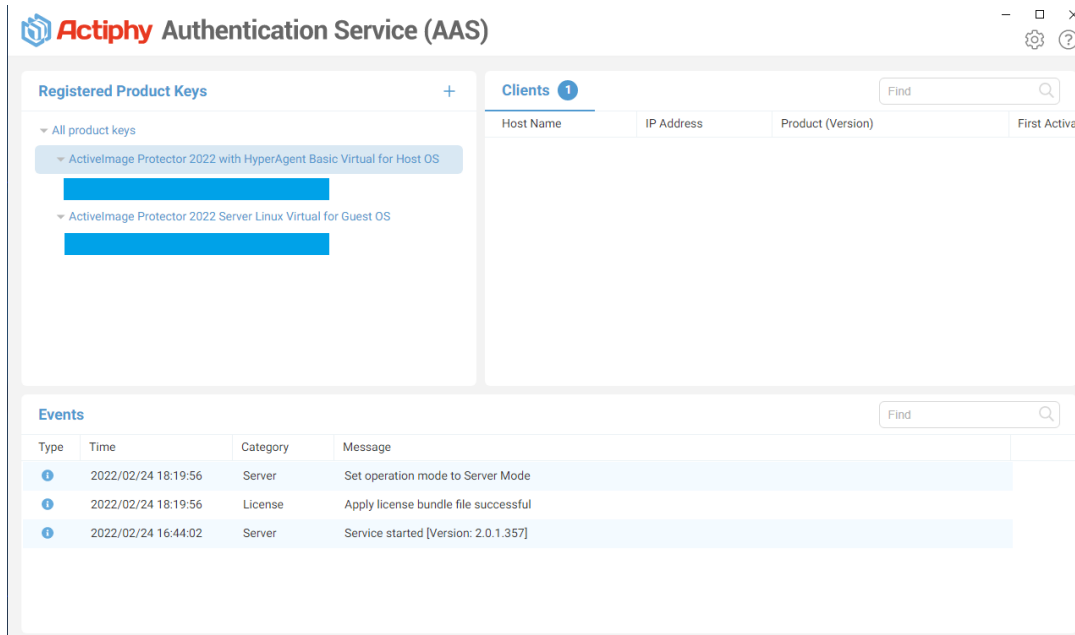 Actiphy Authentication Service (AAS)
Registered Product Keys
+
All product keys
ActiveImage Protector 2022 with HyperAgent Basic Virtual for Host OS
ActiveImage Protector 2022 Server Linux Virtual for Guest OS
Clients 1
Find
Host Name IP Address Product (Version) First Activa
Events
Find
Type Time Category Message
2022/02/24 18:19:56 Server Set operation mode to Server Mode
2022/02/24 18:19:56 License Apply license bundle file successful
2022/02/24 16:44:02 Server Service started [Version: 2.0.1.357]